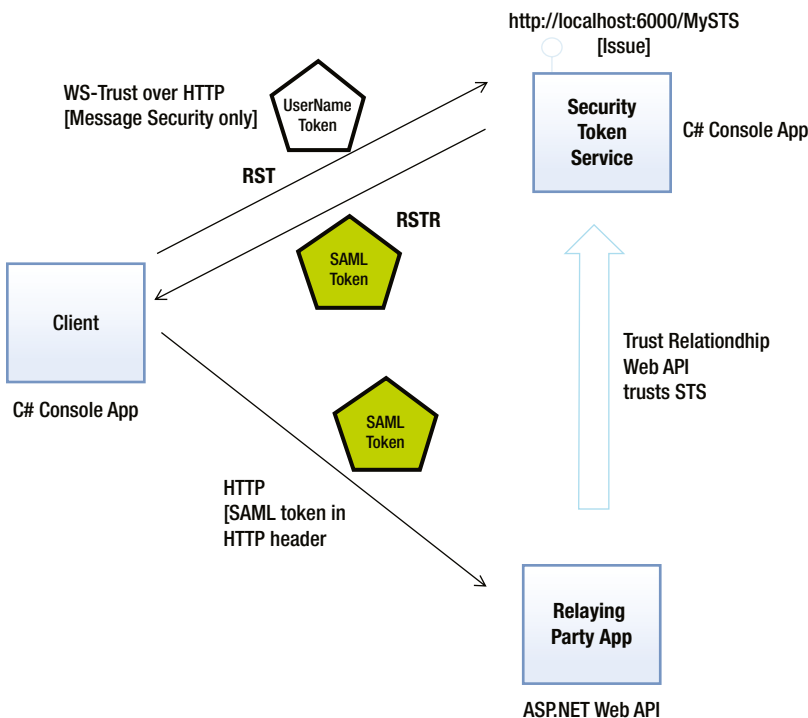 http://localhost:6000/MySTS
[Issue]
WS-Trust over HTTP
[Message Security only]
UserName
Token
Security
Token
Service
C# Console App
RST
RSTR
SAML
Token
Client
C# Console App
Trust Relationdhip
Web API
trusts STS
SAML
Token
HTTP
[SAML token in
HTTP header
Relaying
Party App
ASP.NET Web API